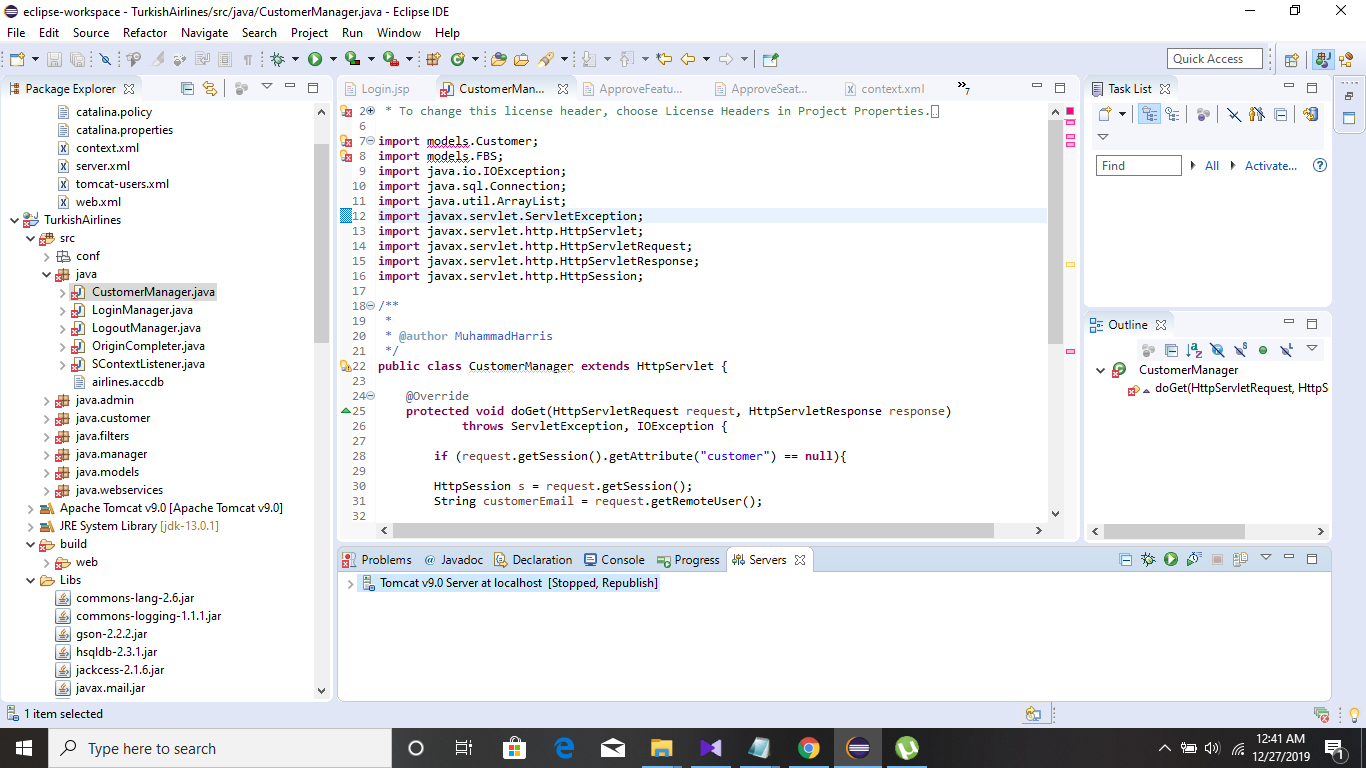 eclipse-workspace - TurkishAirlines/src/java/CustomerManager.java - Eclipse IDE
File Edit Source Refactor Navigate Search Project Run Window Help
Quick Access
Package Explorer
catalina.policy
catalina.properties
context.xml
server.xml
tomcat-users.xml
web.xml
TurkishAirlines
src
conf
java
CustomerManager.java
LoginManager.java
LogoutManager.java
OriginCompleter.java
SContextListener.java
airlines.accdb
java.admin
java.customer
java.filters
java.manager
java.models
java.webservices
Apache Tomcat v9.0 [Apache Tomcat v9.0]
JRE System Library [jdk-13.0.1]
build
web
Libs
commons-lang-2.6.jar
commons-logging-1.1.1.jar
gson-2.2.2.jar
hsqldb-2.3.1.jar
jackcess-2.1.6.jar
javax.mail.jar
Login.jsp CustomerMan... ApproveFeatu... ApproveSeat... context.xml 7
2 * To change this license header, choose License Headers in Project Properties.
6
7 import models.Customer;
8 import models.FBS;
9 import java.io.IOException;
10 import java.sql.Connection;
11 import java.util.ArrayList;
12 import javax.servlet.ServletException;
13 import javax.servlet.http.HttpServlet;
14 import javax.servlet.http.HttpServletRequest;
15 import javax.servlet.http.HttpServletResponse;
16 import javax.servlet.http.HttpSession;
17
18 /**
19 *
20 * @author MuhammadHarris
21 */
22 public class CustomerManager extends HttpServlet {
23
24 @Override
25 protected void doGet(HttpServletRequest request, HttpServletResponse response)
26 throws ServletException, IOException {
27
28 if (request.getSession().getAttribute("customer") == null){
29
30 HttpSession s = request.getSession();
31 String customerEmail = request.getRemoteUser();
32
Task List
Find All Activate...
Outline
CustomerManager
doGet(HttpServletRequest, HttpS
Problems @ Javadoc Declaration Console Progress Servers
Tomcat v9.0 Server at localhost [Stopped, Republish]
1 item selected
Type here to search
12:41 AM
12/27/2019
1